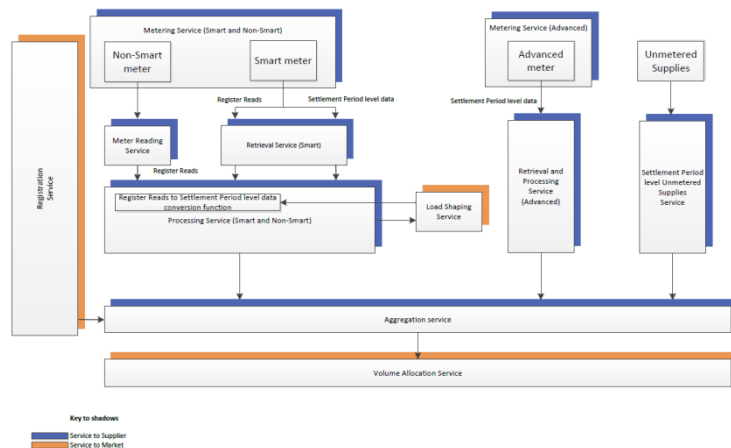 Metering Service (Smart and Non-Smart)
Non-Smart
meter
Smart meter
Metering Service (Advanced)
Advanced
meter
Unmetered
Supplies
Register Reads
Settlement Period level data
Settlement Period level data
Registration
Service
Meter Reading
Service
Retrieval Service (Smart)
Register Reads
Retrieval and
Processing
Service
(Advanced)
Settlement Period
level Unmetered
Supplies
Service
Register Reads to Settlement Period level data
conversion function
Processing Service (Smart and Non-Smart)
Load Shaping
Service
Aggregation service
Volume Allocation Service
Key to shadows
Service to Supplier
Service to Market